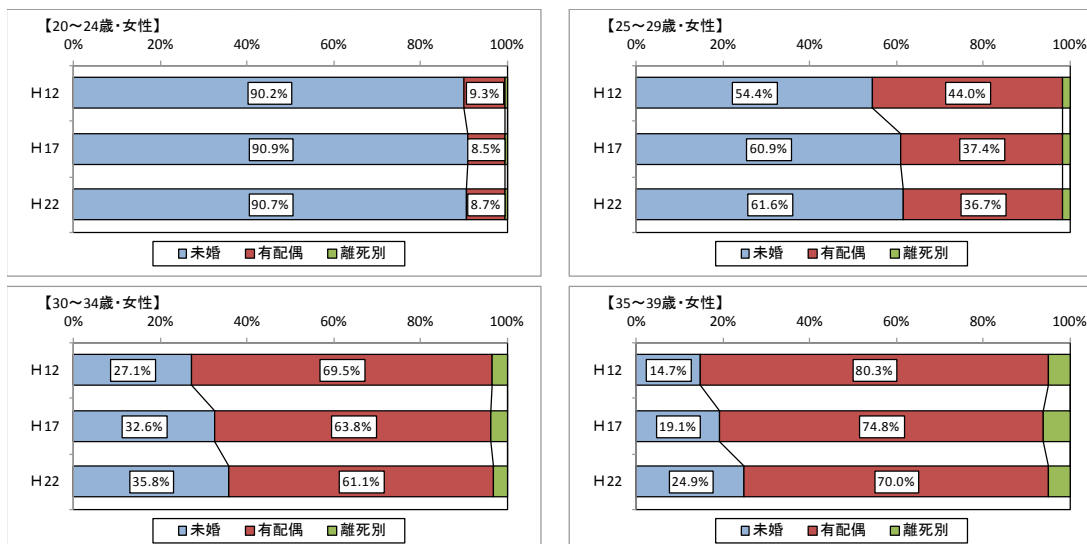 【20～24歳・女性】
0% 20% 40% 60% 80% 100%
H12 90.2% 9.3%
H17 90.9% 8.5%
H22 90.7% 8.7%
未婚 有配偶 離死別
【25～29歳・女性】
0% 20% 40% 60% 80% 100%
H12 54.4% 44.0%
H17 60.9% 37.4%
H22 61.6% 36.7%
未婚 有配偶 離死別
【30～34歳・女性】
0% 20% 40% 60% 80% 100%
H12 27.1% 69.5%
H17 32.6% 63.8%
H22 35.8% 61.1%
未婚 有配偶 離死別
【35～39歳・女性】
0% 20% 40% 60% 80% 100%
H12 14.7% 80.3%
H17 19.1% 74.8%
H22 24.9% 70.0%
未婚 有配偶 離死別